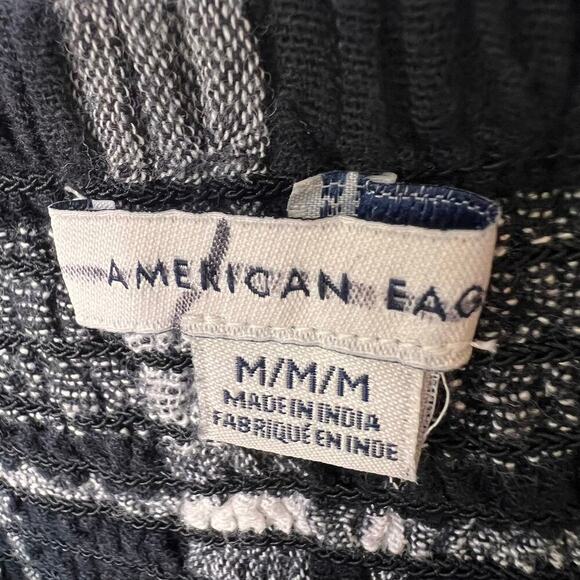 AMERICAN EAG
M/M/M
MADE IN INDIA
FABRIQUÉ EN INDE